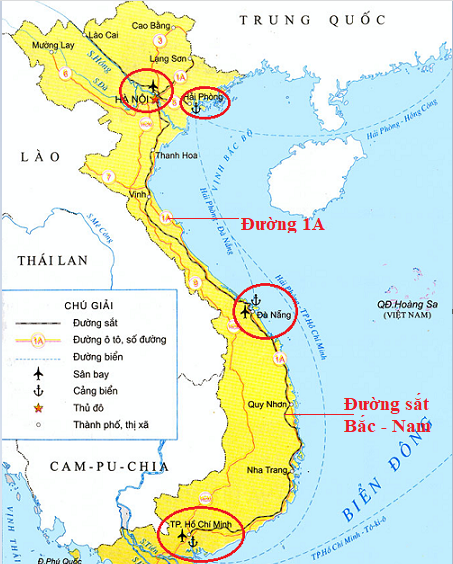 TRUNG QUỐC
Cao Bằng
Lào Cai
3
Mường Lay
Lạng Sơn
1A
S.Hồng
S.Đà
6
HÀ NỘI
5
Hải Phòng
Hải Phòng - Hồng Công
HCM
LÀO
Thanh Hoa
VỊNH BẮC BỘ
Hải Phòng - Đà Nẵng
7
Vinh
S.Mê Công
1A
Đường 1A
THÁI LAN
9
Hải Phòng - TP.Hồ Chí Minh
QĐ.Hoàng Sa
(VIỆT NAM)
Đà Nẵng
HCM
1A
CHÚ GIẢI
Đường sắt
1A
Đường ô tô, số đường
Đường biển
Sân bay
Cảng biển
Thủ đô
Thành phố, thị xã
Quy Nhơn
Đường sắt
Bắc - Nam
CAM-PU-CHIA
Nha Trang
BIỂN ĐÔNG
HCM
TP. Hồ Chí Minh
S.Tiền
TP.Hồ Chí Minh - Tô-ki-ô
VỊNH THÁI
Đ.Phú Quốc